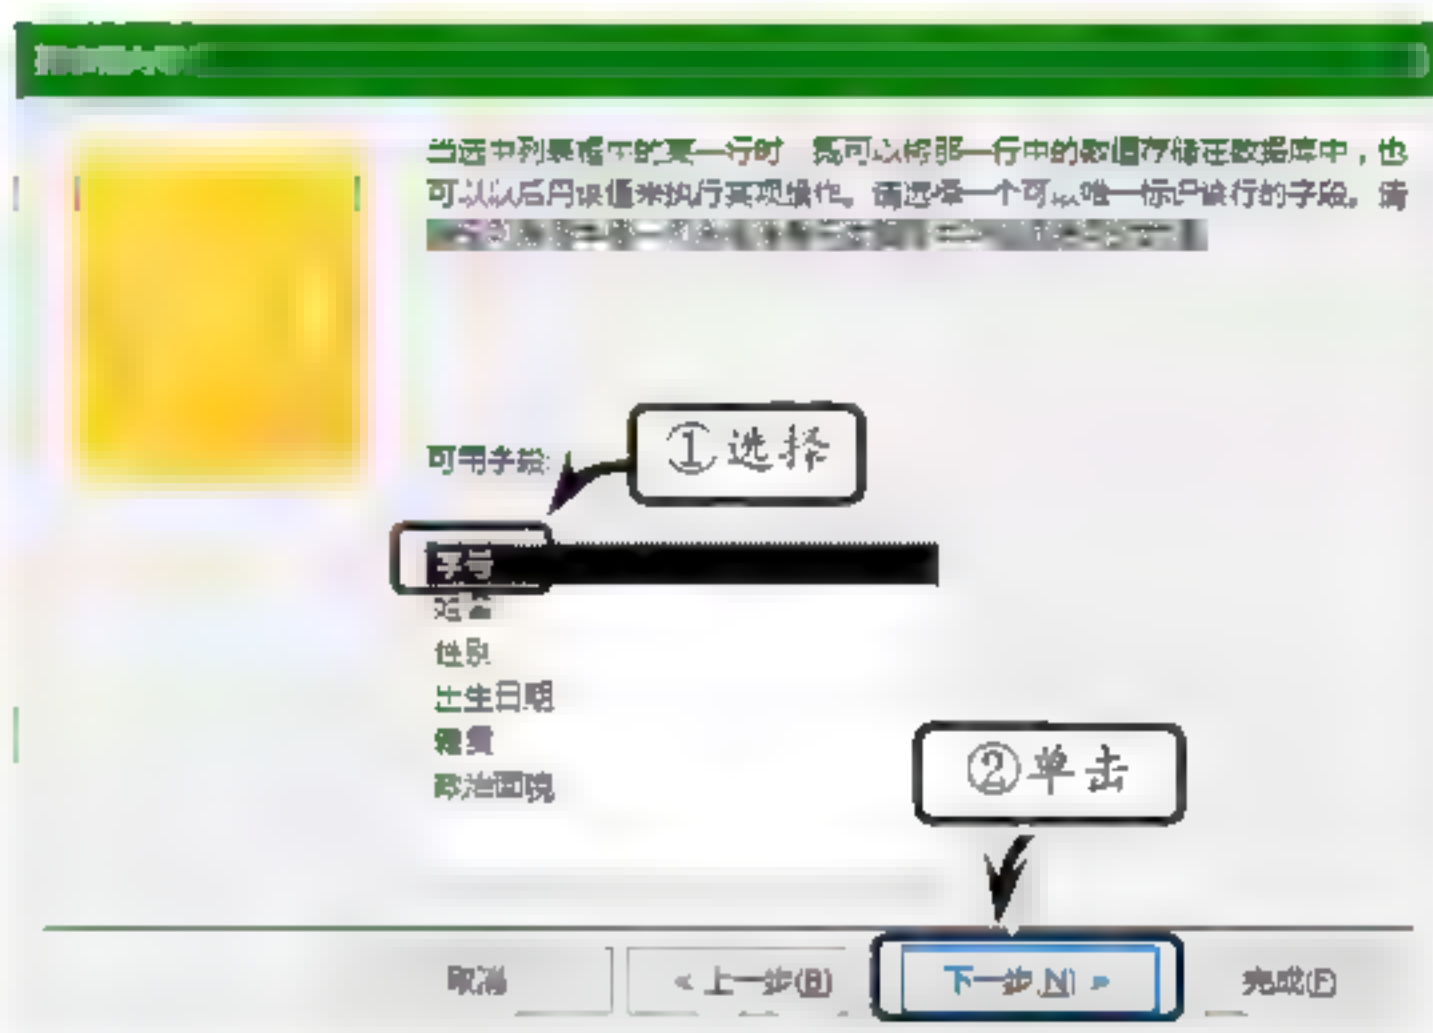 当选中列表框中的某一行时 既可以将那一行中的数值存储在数据库中，也
可以以后用该值来执行某项操作。请选择一个可以唯一标识该行的字段。请
①选择
可用字段:
学号
姓名
性别
出生日期
籍贯
政治面貌
②单击
取消
< 上一步(B)
下一步(N) >
完成(F)